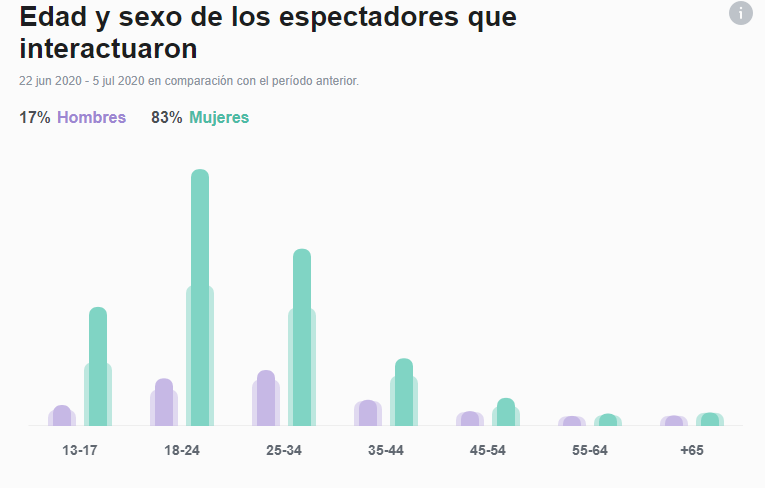 Edad y sexo de los espectadores que
interactuaron
i
22 jun 2020 - 5 jul 2020 en comparación con el período anterior.
17% Hombres 83% Mujeres
13-17 18-24 25-34 35-44 45-54 55-64 +65